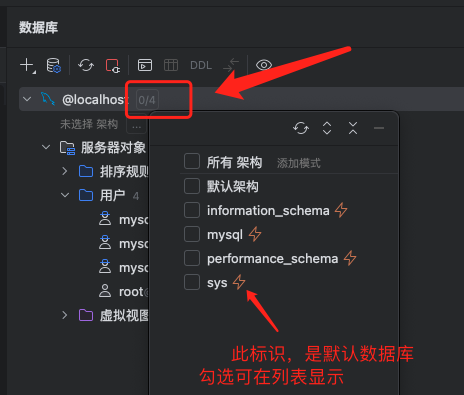 数据库
DDL
@localhost 0/4
未选择 架构 ...
服务器对象
排序规则
用户 4
mysq
mysq
mysq
root@
虚拟视图
所有 架构 添加模式
默认架构
information_schema
mysql
performance_schema
sys
此标识，是默认数据库
勾选可在列表显示